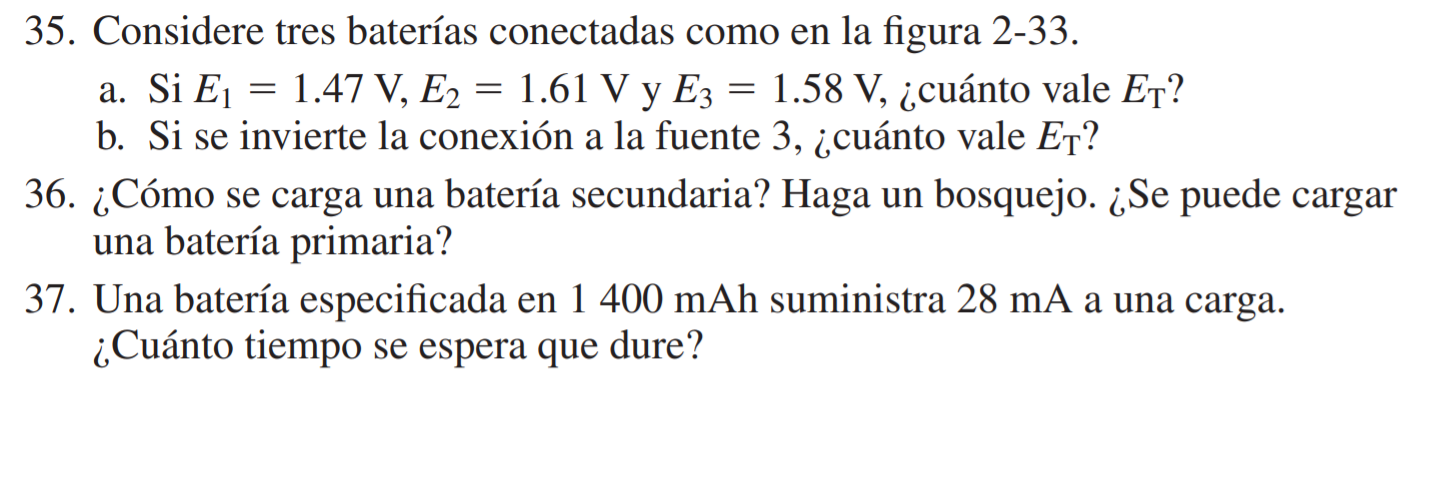 35. Considere tres baterías conectadas como en la figura 2-33.
a. Si E₁ = 1.47 V, E₂ = 1.61 V y E₃ = 1.58 V, ¿cuánto vale E_T?
b. Si se invierte la conexión a la fuente 3, ¿cuánto vale E_T?
36. ¿Cómo se carga una batería secundaria? Haga un bosquejo. ¿Se puede cargar
una batería primaria?
37. Una batería especificada en 1 400 mAh suministra 28 mA a una carga.
¿Cuánto tiempo se espera que dure?